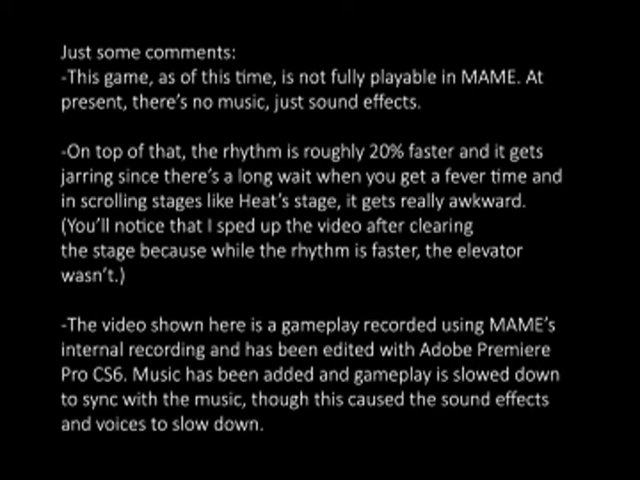 Just some comments:
-This game, as of this time, is not fully playable in MAME. At
present, there's no music, just sound effects.
-On top of that, the rhythm is roughly 20% faster and it gets
jarring since there's a long wait when you get a fever time and
in scrolling stages like Heat's stage, it gets really awkward.
(You'll notice that I sped up the video after clearing
the stage because while the rhythm is faster, the elevator
wasn't.)
-The video shown here is a gameplay recorded using MAME's
internal recording and has been edited with Adobe Premiere
Pro CS6. Music has been added and gameplay is slowed down
to sync with the music, though this caused the sound effects
and voices to slow down.